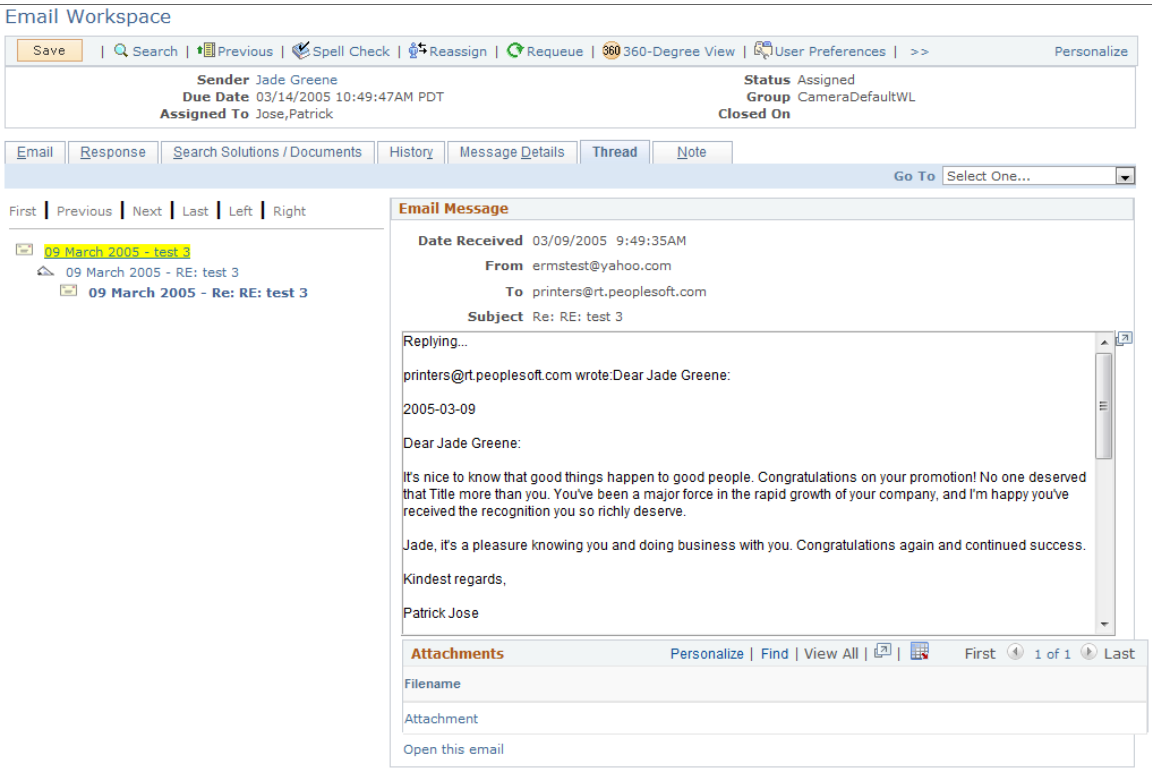 Email Workspace
Save | Search | Previous | Spell Check | Reassign | Requeue | 360 360-Degree View | User Preferences | >> Personalize
Sender Jade Greene Status Assigned
Due Date 03/14/2005 10:49:47AM PDT Group CameraDefaultWL
Assigned To Jose,Patrick Closed On
Email Response Search Solutions / Documents History Message Details Thread Note
Go To Select One...
First | Previous | Next | Last | Left | Right
09 March 2005 - test 3
09 March 2005 - RE: test 3
09 March 2005 - Re: RE: test 3
Email Message
Date Received 03/09/2005 9:49:35AM
From ermstest@yahoo.com
To printers@rt.peoplesoft.com
Subject Re: RE: test 3
Replying...
printers@rt.peoplesoft.com wrote:Dear Jade Greene:
2005-03-09
Dear Jade Greene:
It's nice to know that good things happen to good people. Congratulations on your promotion! No one deserved
that Title more than you. You've been a major force in the rapid growth of your company, and I'm happy you've
received the recognition you so richly deserve.
Jade, it's a pleasure knowing you and doing business with you. Congratulations again and continued success.
Kindest regards,
Patrick Jose
Attachments Personalize | Find | View All | | First 1 of 1 Last
Filename
Attachment
Open this email